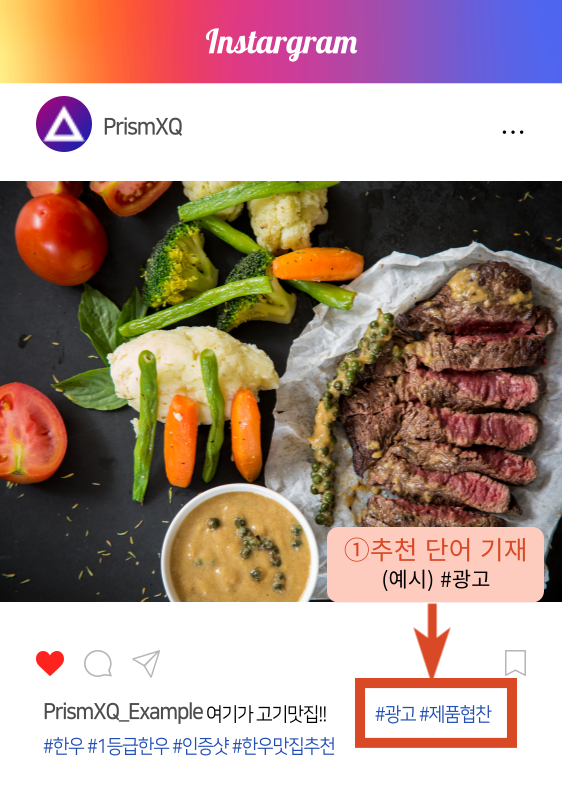 Instargram
PrismXQ
...
①추천 단어 기재
(예시) #광고
PrismXQ_Example 여기가 고기맛집!! #광고 #제품협찬
#한우 #1등급한우 #인증샷 #한우맛집추천